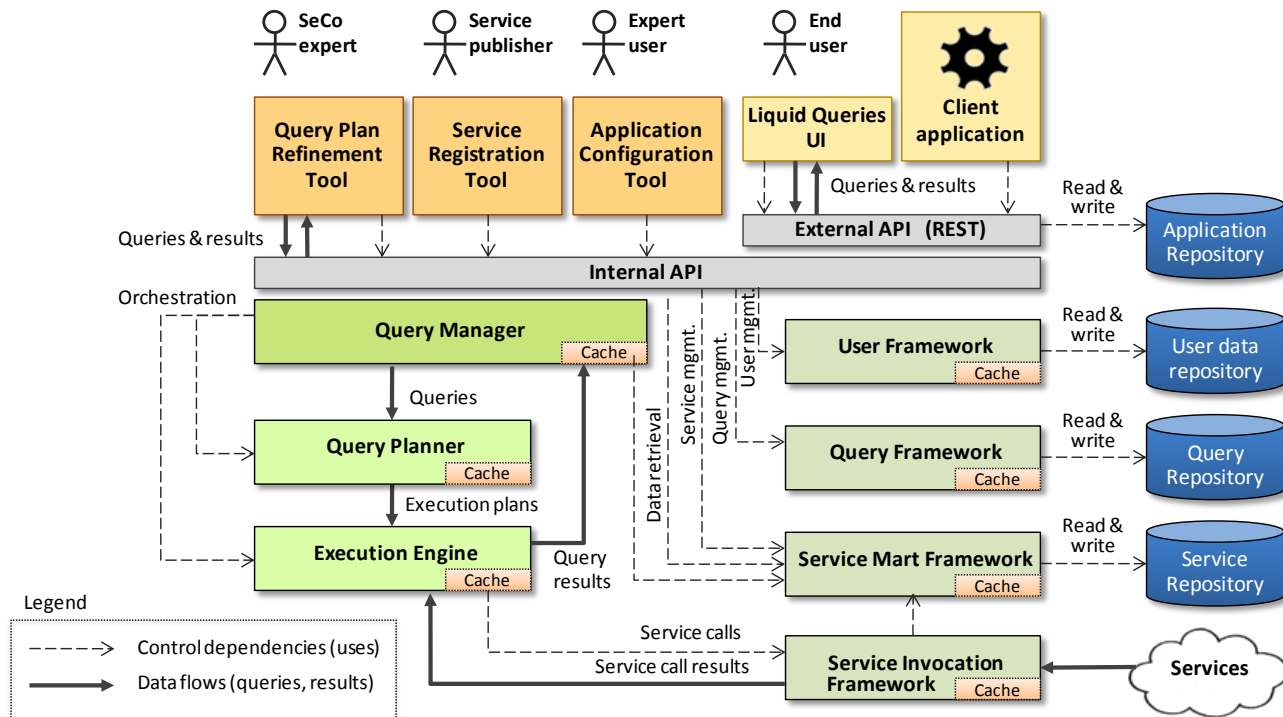 SeCo
expert
Service
publisher
Expert
user
End
user
Query Plan
Refinement
Tool
Service
Registration
Tool
Application
Configuration
Tool
Liquid Queries
UI
Client
application
Queries & results
Queries & results
Read &
write
External API (REST)
Application
Repository
Internal API
Orchestration
Query Manager
Cache
Data retrieval
Service mgmt.
Query mgmt.
User mgmt.
User Framework
Cache
Read &
write
User data
repository
Queries
Query Planner
Cache
Query Framework
Cache
Read &
write
Query
Repository
Execution plans
Execution Engine
Cache
Query
results
Service Mart Framework
Cache
Read &
write
Service
Repository
Legend
Control dependencies (uses)
Data flows (queries, results)
Service calls
Service call results
Service Invocation
Framework
Cache
Services